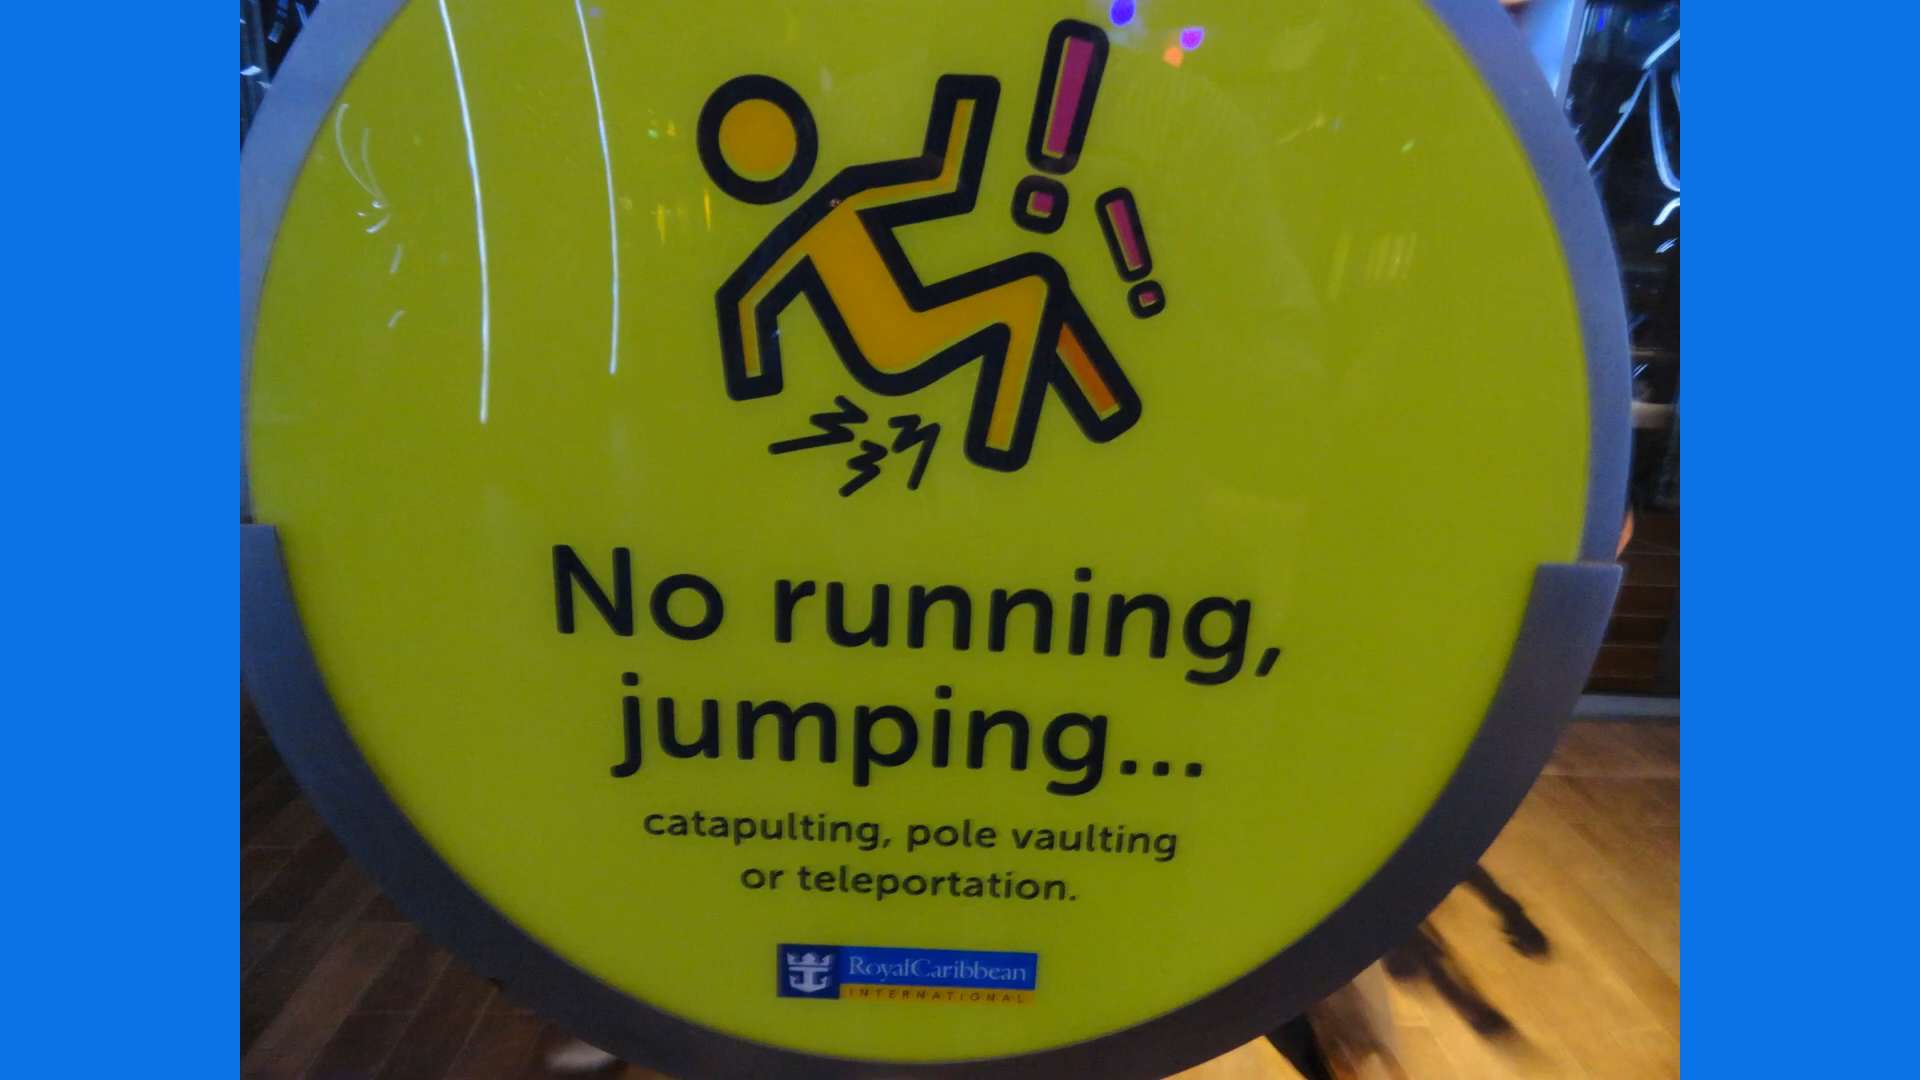 No running,
jumping...
catapulting, pole vaulting
or teleportation.
RoyalCaribbean
INTERNATIONAL